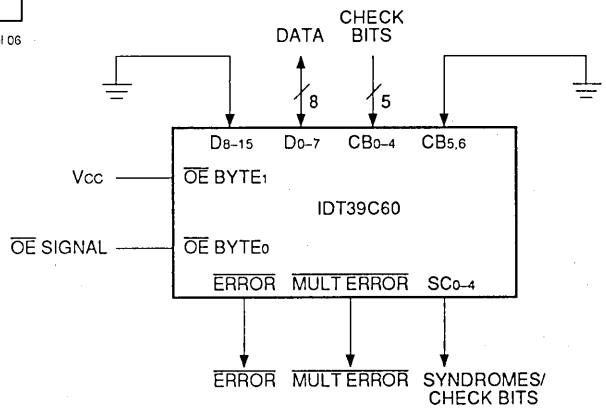 l 06
CHECK
DATA BITS
8 5
D8–15 D0–7 CB0–4 CB5,6
Vcc OE BYTE1
IDT39C60
OE SIGNAL OE BYTE0
ERROR MULT ERROR SC0–4
ERROR MULT ERROR SYNDROMES/
CHECK BITS